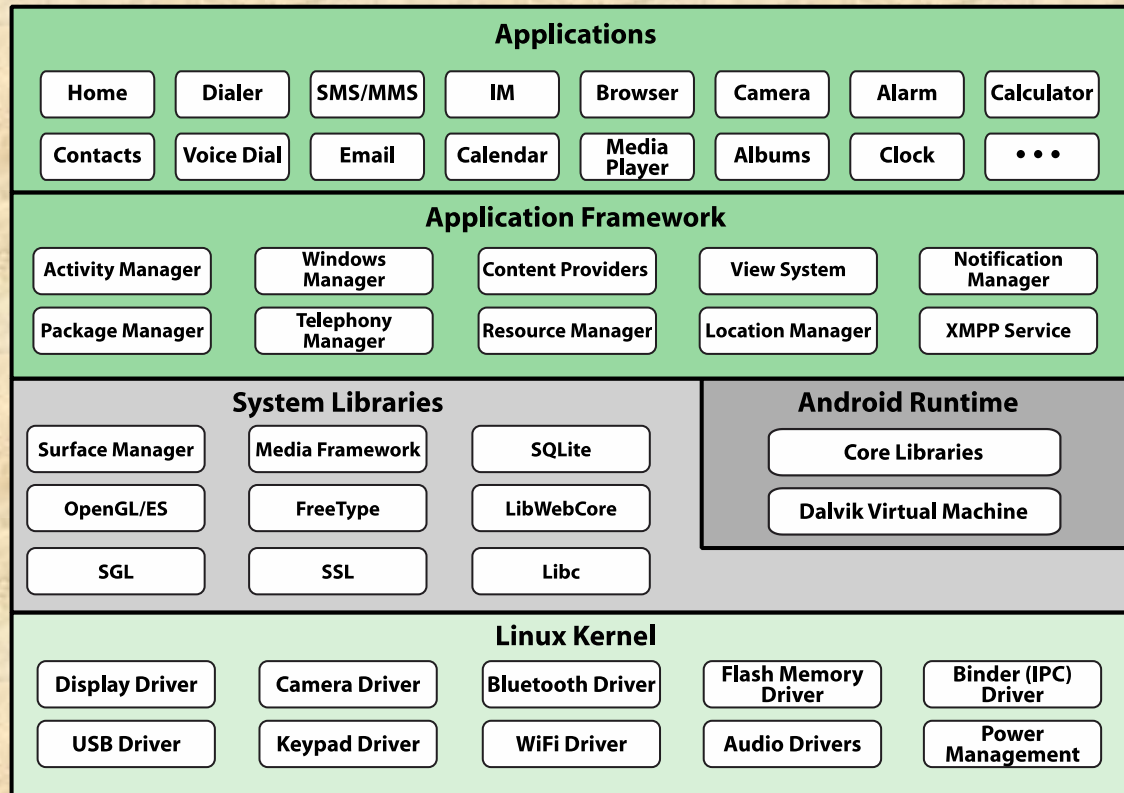 Applications
Home Dialer SMS/MMS IM Browser Camera Alarm Calculator
Contacts Voice Dial Email Calendar Media Player Albums Clock • • •
Application Framework
Activity Manager Windows Manager Content Providers View System Notification Manager
Package Manager Telephony Manager Resource Manager Location Manager XMPP Service
System Libraries
Surface Manager Media Framework SQLite
OpenGL/ES FreeType LibWebCore
SGL SSL Libc
Android Runtime
Core Libraries
Dalvik Virtual Machine
Linux Kernel
Display Driver Camera Driver Bluetooth Driver Flash Memory Driver Binder (IPC) Driver
USB Driver Keypad Driver WiFi Driver Audio Drivers Power Management